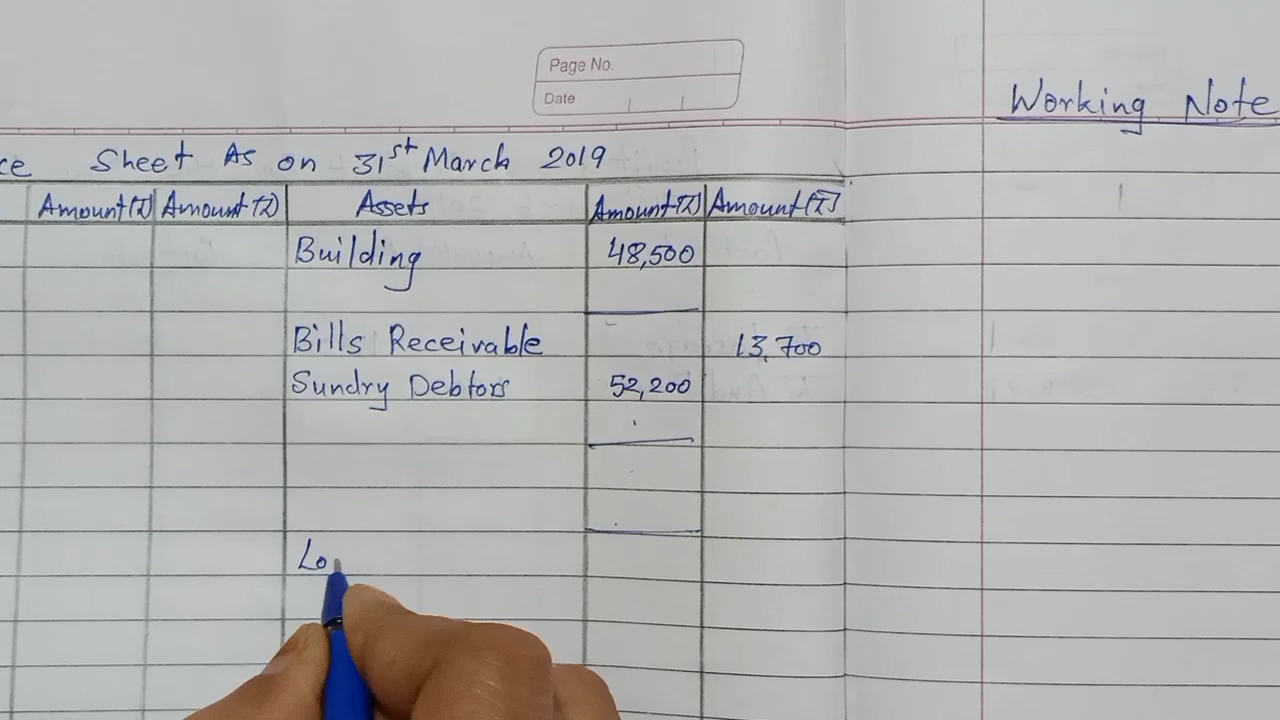 Page No.
Date
Working Note
ce Sheet As on 31st March 2019
Amount(₹) Amount(₹) Assets Amount(₹) Amount(₹)
Building 48,500
Bills Receivable 13,700
Sundry Debtors 52,200
Lo